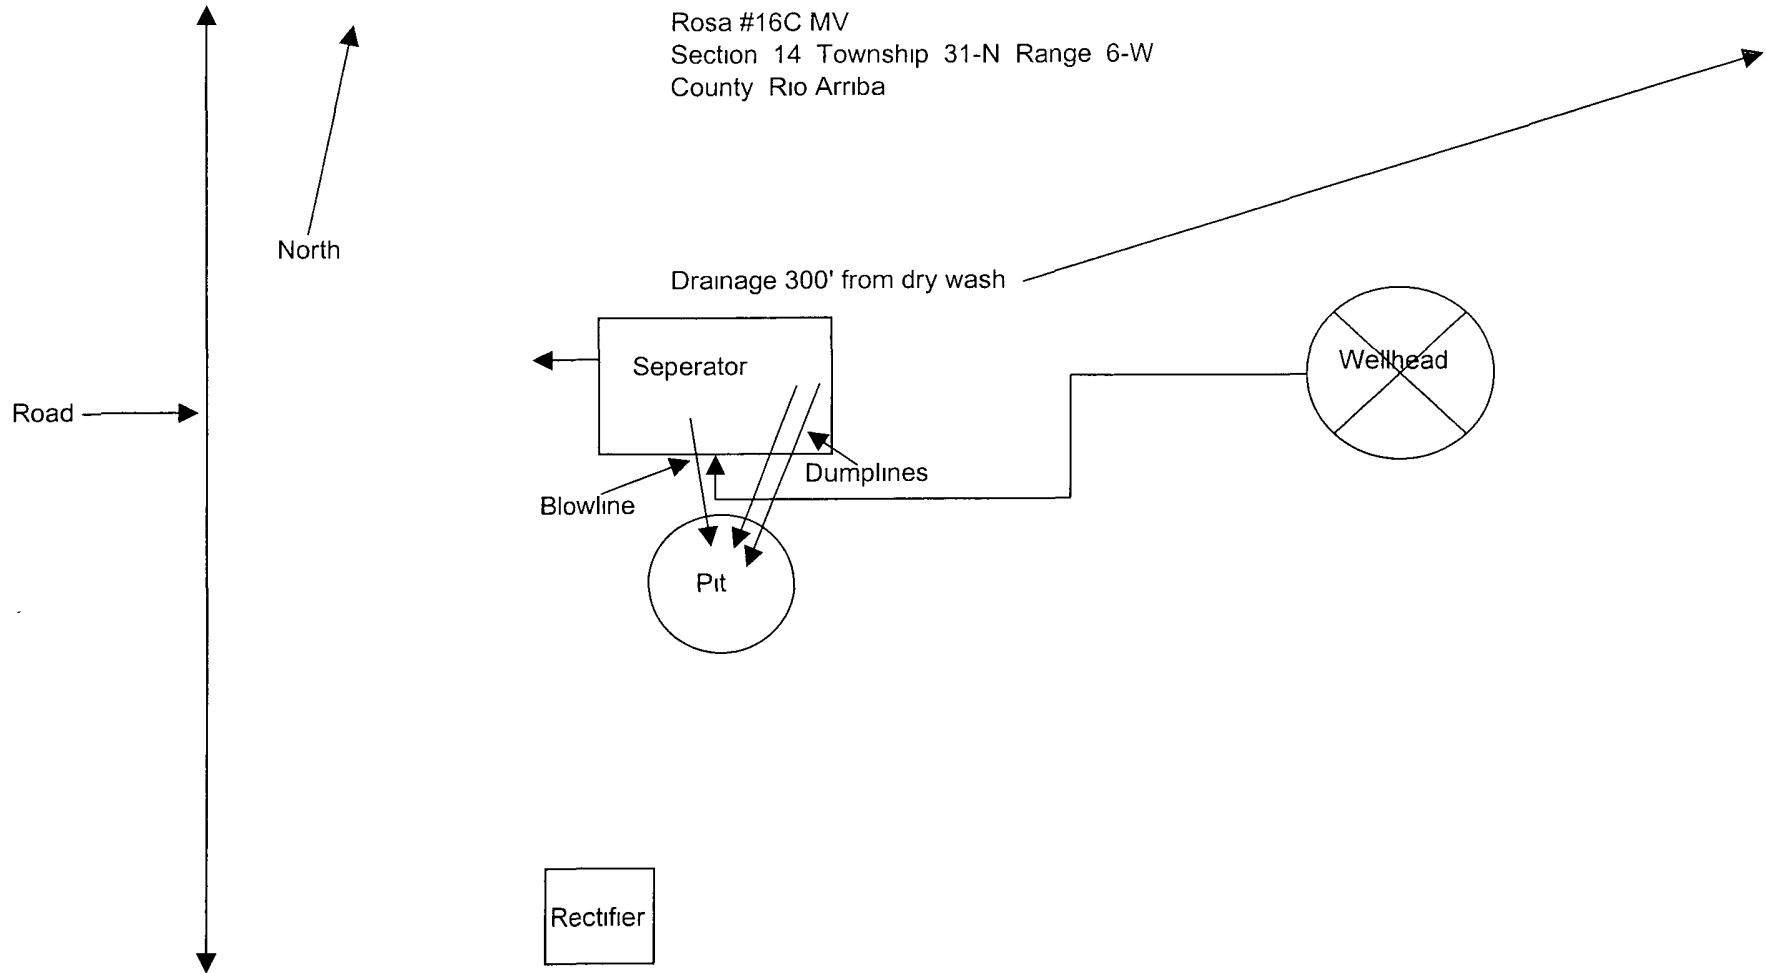 Rosa #16C MV
Section 14 Township 31-N Range 6-W
County Rio Arriba
North
Drainage 300' from dry wash
Seperator
Wellhead
Road
Dumplines
Blowline
Pit
Rectifier